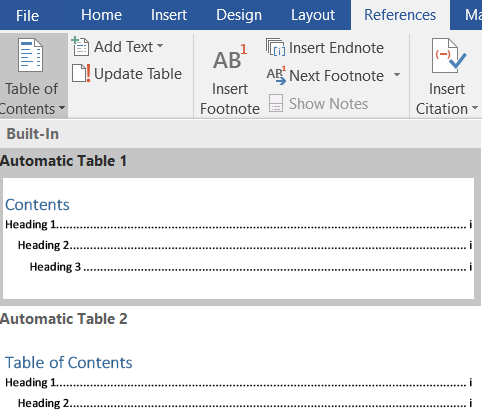 File Home Insert Design Layout References Ma
Table of Contents
Add Text
Update Table
AB¹
Insert Footnote
Insert Endnote
AB¹ Next Footnote
Show Notes
Insert Citation
Built-In
Automatic Table 1
Contents
Heading 1.......................................................................................................... i
Heading 2...................................................................................................... i
Heading 3 .................................................................................................. i
Automatic Table 2
Table of Contents
Heading 1.......................................................................................................... i
Heading 2...................................................................................................... i